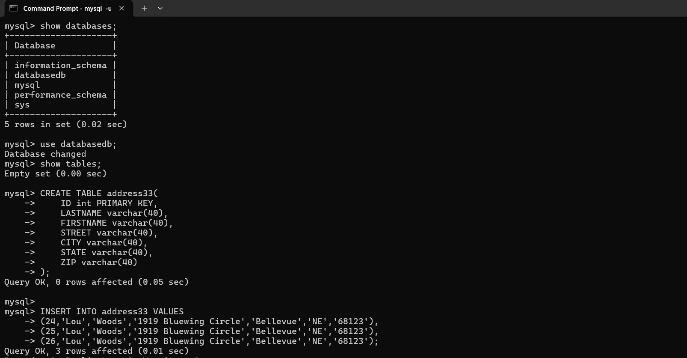 Command Prompt - mysql -u
mysql> show databases;
+--------------------+
| Database           |
+--------------------+
| information_schema |
| databasedb         |
| mysql              |
| performance_schema |
| sys                |
+--------------------+
5 rows in set (0.02 sec)
mysql> use databasedb;
Database changed
mysql> show tables;
Empty set (0.00 sec)
mysql> CREATE TABLE address33(
    ->     ID int PRIMARY KEY,
    ->     LASTNAME varchar(40),
    ->     FIRSTNAME varchar(40),
    ->     STREET varchar(40),
    ->     CITY varchar(40),
    ->     STATE varchar(40),
    ->     ZIP varchar(40)
    -> );
Query OK, 0 rows affected (0.05 sec)
mysql>
mysql> INSERT INTO address33 VALUES
    -> (24,'Lou','Woods','1919 Bluewing Circle','Bellevue','NE','68123'),
    -> (25,'Lou','Woods','1919 Bluewing Circle','Bellevue','NE','68123'),
    -> (26,'Lou','Woods','1919 Bluewing Circle','Bellevue','NE','68123');
Query OK, 3 rows affected (0.01 sec)